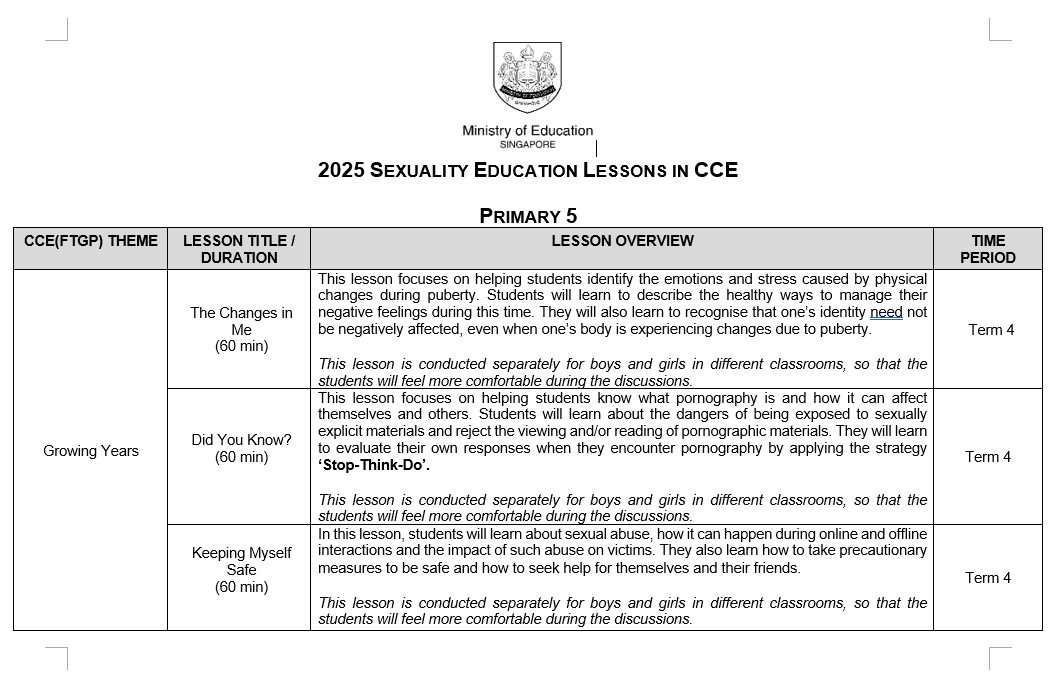 Ministry of Education
SINGAPORE
2025 SEXUALITY EDUCATION LESSONS IN CCE
PRIMARY 5
CCE(FTGP) THEME
LESSON TITLE /
DURATION
LESSON OVERVIEW
TIME
PERIOD
Growing Years
The Changes in
Me
(60 min)
This lesson focuses on helping students identify the emotions and stress caused by physical
changes during puberty. Students will learn to describe the healthy ways to manage their
negative feelings during this time. They will also learn to recognise that one’s identity need not
be negatively affected, even when one’s body is experiencing changes due to puberty.
This lesson is conducted separately for boys and girls in different classrooms, so that the
students will feel more comfortable during the discussions.
Term 4
Did You Know?
(60 min)
This lesson focuses on helping students know what pornography is and how it can affect
themselves and others. Students will learn about the dangers of being exposed to sexually
explicit materials and reject the viewing and/or reading of pornographic materials. They will learn
to evaluate their own responses when they encounter pornography by applying the strategy
‘Stop-Think-Do’.
This lesson is conducted separately for boys and girls in different classrooms, so that the
students will feel more comfortable during the discussions.
Term 4
Keeping Myself
Safe
(60 min)
In this lesson, students will learn about sexual abuse, how it can happen during online and offline
interactions and the impact of such abuse on victims. They also learn how to take precautionary
measures to be safe and how to seek help for themselves and their friends.
This lesson is conducted separately for boys and girls in different classrooms, so that the
students will feel more comfortable during the discussions.
Term 4